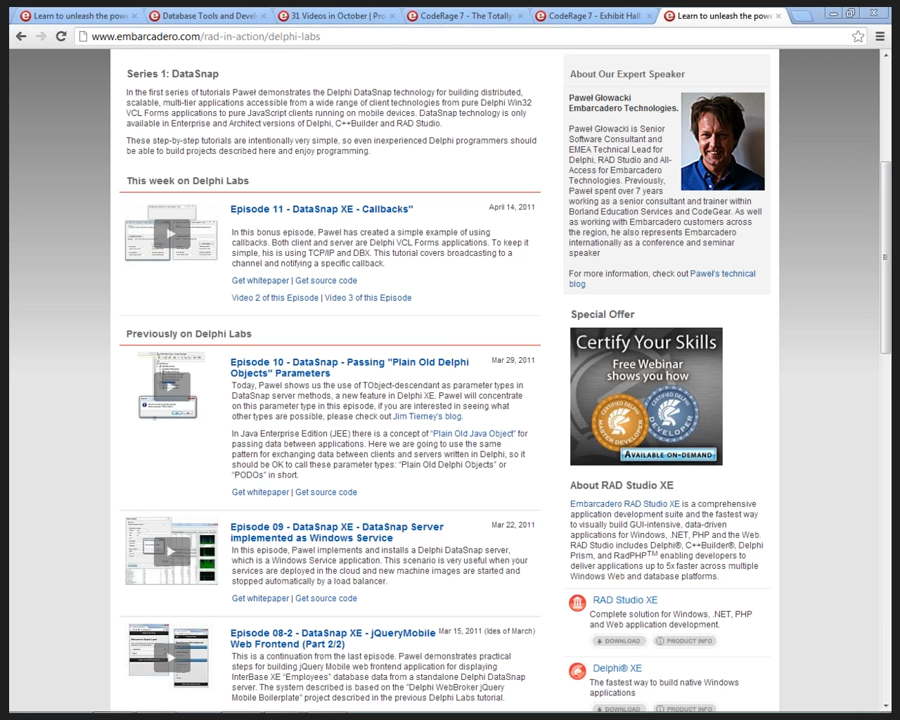 Learn to unleash the powe
Database Tools and Devel
31 Videos in October | Pro
CodeRage 7 - The Totally
CodeRage 7 - Exhibit Hall
Learn to unleash the powe
www.embarcadero.com/rad-in-action/delphi-labs
Series 1: DataSnap
In the first series of tutorials Paweł demonstrates the Delphi DataSnap technology for building distributed,
scalable, multi-tier applications accessible from a wide range of client technologies from pure Delphi Win32
VCL Forms applications to pure JavaScript clients running on mobile devices. DataSnap technology is only
available in Enterprise and Architect versions of Delphi, C++Builder and RAD Studio.
These step-by-step tutorials are intentionally very simple, so even inexperienced Delphi programmers should
be able to build projects described here and enjoy programming.
This week on Delphi Labs
Episode 11 - DataSnap XE - Callbacks"
April 14, 2011
In this bonus episode, Paweł has created a simple example of using
callbacks. Both client and server are Delphi VCL Forms applications. To keep it
simple, his is using TCP/IP and DBX. This tutorial covers broadcasting to a
channel and notifying a specific callback.
Get whitepaper | Get source code
Video 2 of this Episode | Video 3 of this Episode
Previously on Delphi Labs
Episode 10 - DataSnap - Passing "Plain Old Delphi
Objects" Parameters
Mar 29, 2011
Today, Paweł shows us the use of TObject-descendant as parameter types in
DataSnap server methods, a new feature in Delphi XE. Paweł will concentrate
on this parameter type in this episode, if you are interested in seeing what
other types are possible, please check out Jim Tierney's blog.
In Java Enterprise Edition (JEE) there is a concept of "Plain Old Java Object" for
passing data between applications. Here we are going to use the same
pattern for exchanging data between clients and servers written in Delphi, so it
should be OK to call these parameter types: "Plain Old Delphi Objects" or
"PODOs" in short.
Get whitepaper | Get source code
Episode 09 - DataSnap XE - DataSnap Server
implemented as Windows Service
Mar 22, 2011
In this episode, Paweł implements and installs a Delphi DataSnap server,
which is a Windows Service application. This scenario is very useful when your
services are deployed in the cloud and new machine images are started and
stopped automatically by a load balancer.
Get whitepaper | Get source code
Episode 08-2 - DataSnap XE - jQueryMobile
Web Frontend (Part 2/2)
Mar 15, 2011 (Ides of March)
This is a continuation from the last episode. Paweł demonstrates practical
steps for building jQuery Mobile web frontend application for displaying
InterBase XE "Employees" database data from a standalone Delphi DataSnap
server. The system described is based on the "Delphi WebBroker jQuery
Mobile Boilerplate" project described in the previous Delphi Labs tutorial.
About Our Expert Speaker
Paweł Głowacki
Embarcadero Technologies.
Paweł Głowacki is Senior
Software Consultant and
EMEA Technical Lead for
Delphi, RAD Studio and All-
Access for Embarcadero
Technologies. Previously,
Paweł spent over 7 years
working as a senior consultant and trainer within
Borland Education Services and CodeGear. As well
as working with Embarcadero customers across
the region, he also represents Embarcadero
internationally as a conference and seminar
speaker
For more information, check out Paweł's technical
blog
Special Offer
Certify Your Skills
Free Webinar
shows you how
AVAILABLE ON-DEMAND
About RAD Studio XE
Embarcadero RAD Studio XE is a comprehensive
application development suite and the fastest way
to visually build GUI-intensive, data-driven
applications for Windows, .NET, PHP and the Web.
RAD Studio includes Delphi®, C++Builder®, Delphi
Prism, and RadPHP™ enabling developers to
deliver applications up to 5x faster across multiple
Windows Web and database platforms.
RAD Studio XE
Complete solution for Windows, .NET, PHP
and Web application development.
DOWNLOAD
PRODUCT INFO
Delphi® XE
The fastest way to build native Windows
applications
DOWNLOAD
PRODUCT INFO